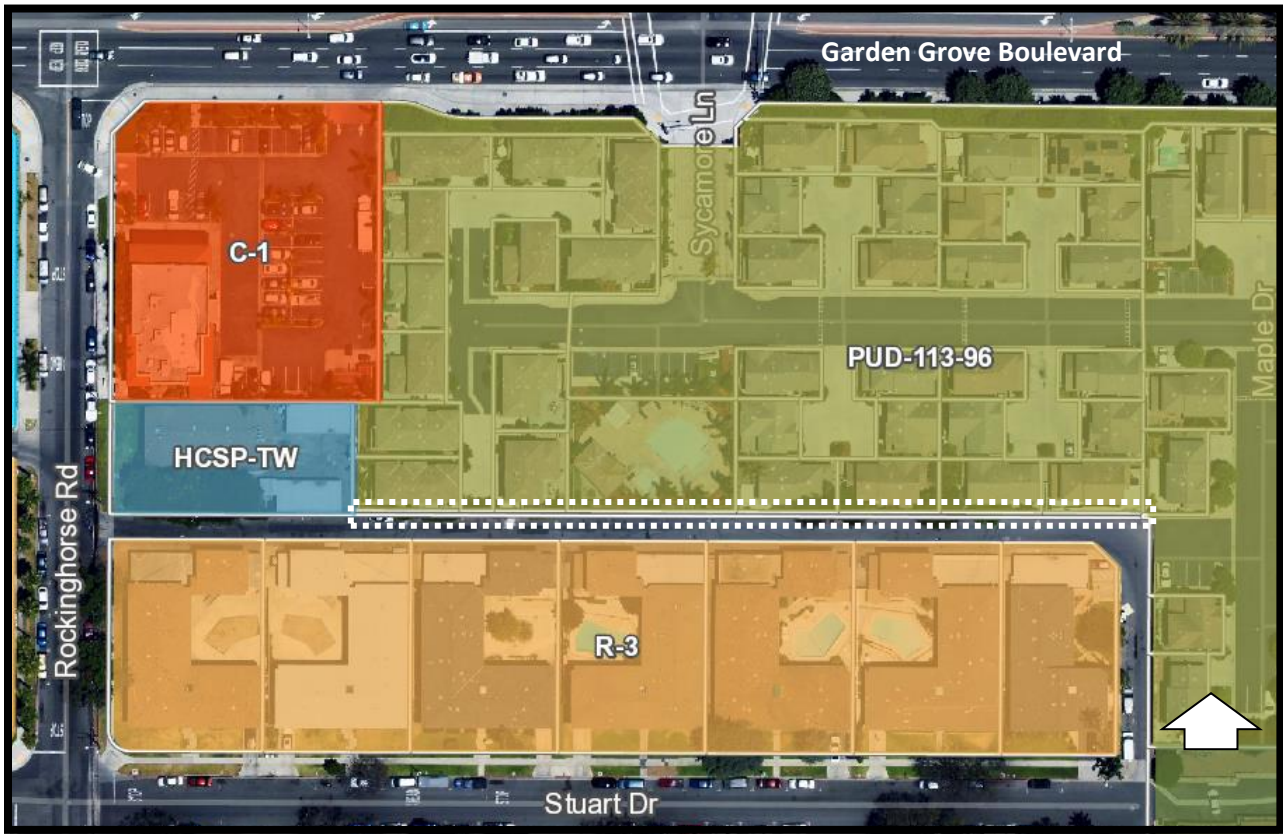 Garden Grove Boulevard
Sycamore Ln
C-1
PUD-113-96
Maple Dr
HCSP-TW
Rockinghorse Rd
R-3
Stuart Dr